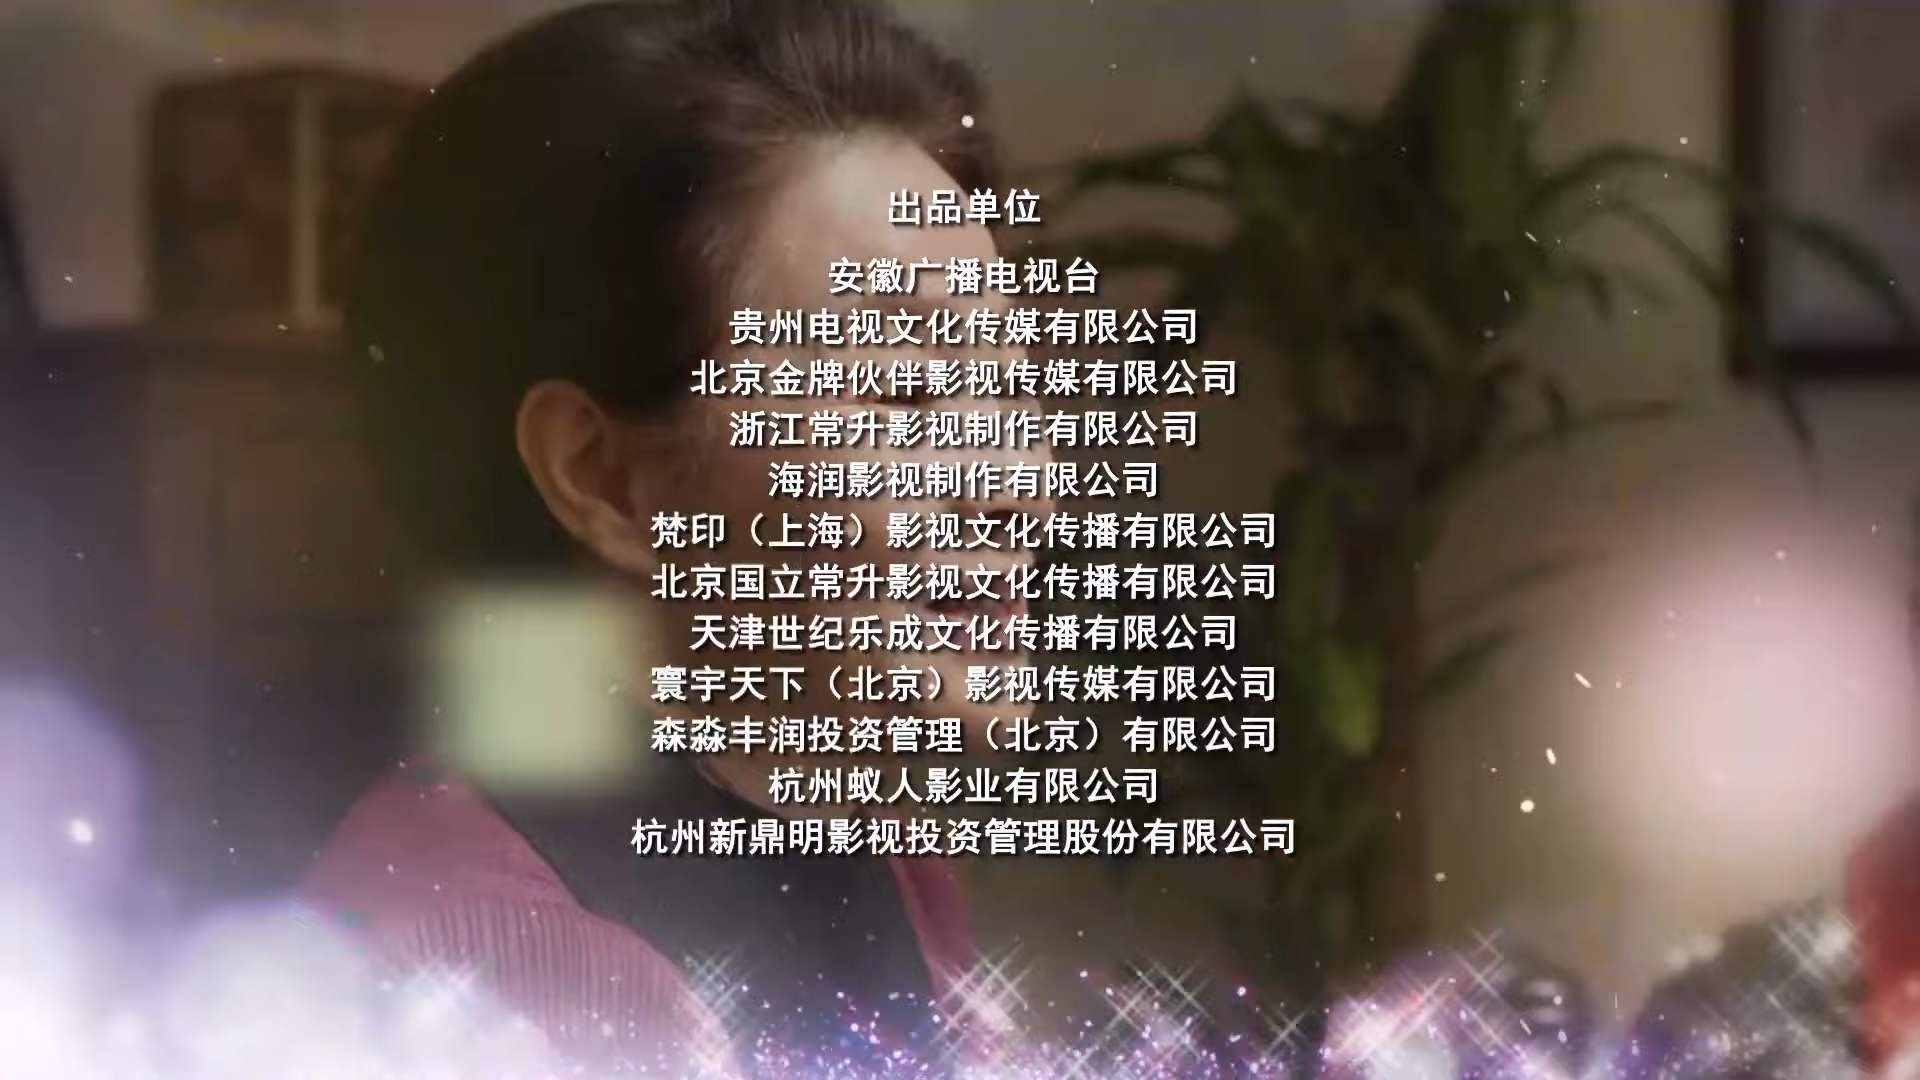 出品单位
安徽广播电视台
贵州电视文化传媒有限公司
北京金牌伙伴影视传媒有限公司
浙江常升影视制作有限公司
海润影视制作有限公司
梵印（上海）影视文化传播有限公司
北京国立常升影视文化传播有限公司
天津世纪乐成文化传播有限公司
寰宇天下（北京）影视传媒有限公司
森淼丰润投资管理（北京）有限公司
杭州蚁人影业有限公司
杭州新鼎明影视投资管理股份有限公司